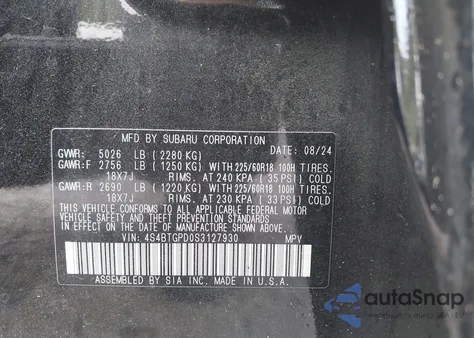 MFD BY SUBARU CORPORATION DATE: 08/24
GVWR: 5026 LB (2280 KG)
GAWR:F 2756 LB (1250 KG) WITH 225/60R18 100H TIRES.
18X7J RIMS. AT 240 KPA (35 PSI) COLD
GAWR:R 2690 LB (1220 KG) WITH 225/60R18 100H TIRES.
18X7J RIMS. AT 230 KPA (33 PSI) COLD
THIS VEHICLE CONFORMS TO ALL APPLICABLE FEDERAL MOTOR
VEHICLE SAFETY AND THEFT PREVENTION STANDARDS
IN EFFECT ON THE DATE OF MANUFACTURE SHOWN ABOVE.
VIN: 4S4BTGPD0S3127930 MPV
ASSEMBLED BY SIA INC. MADE IN U.S.A.
autoSnap